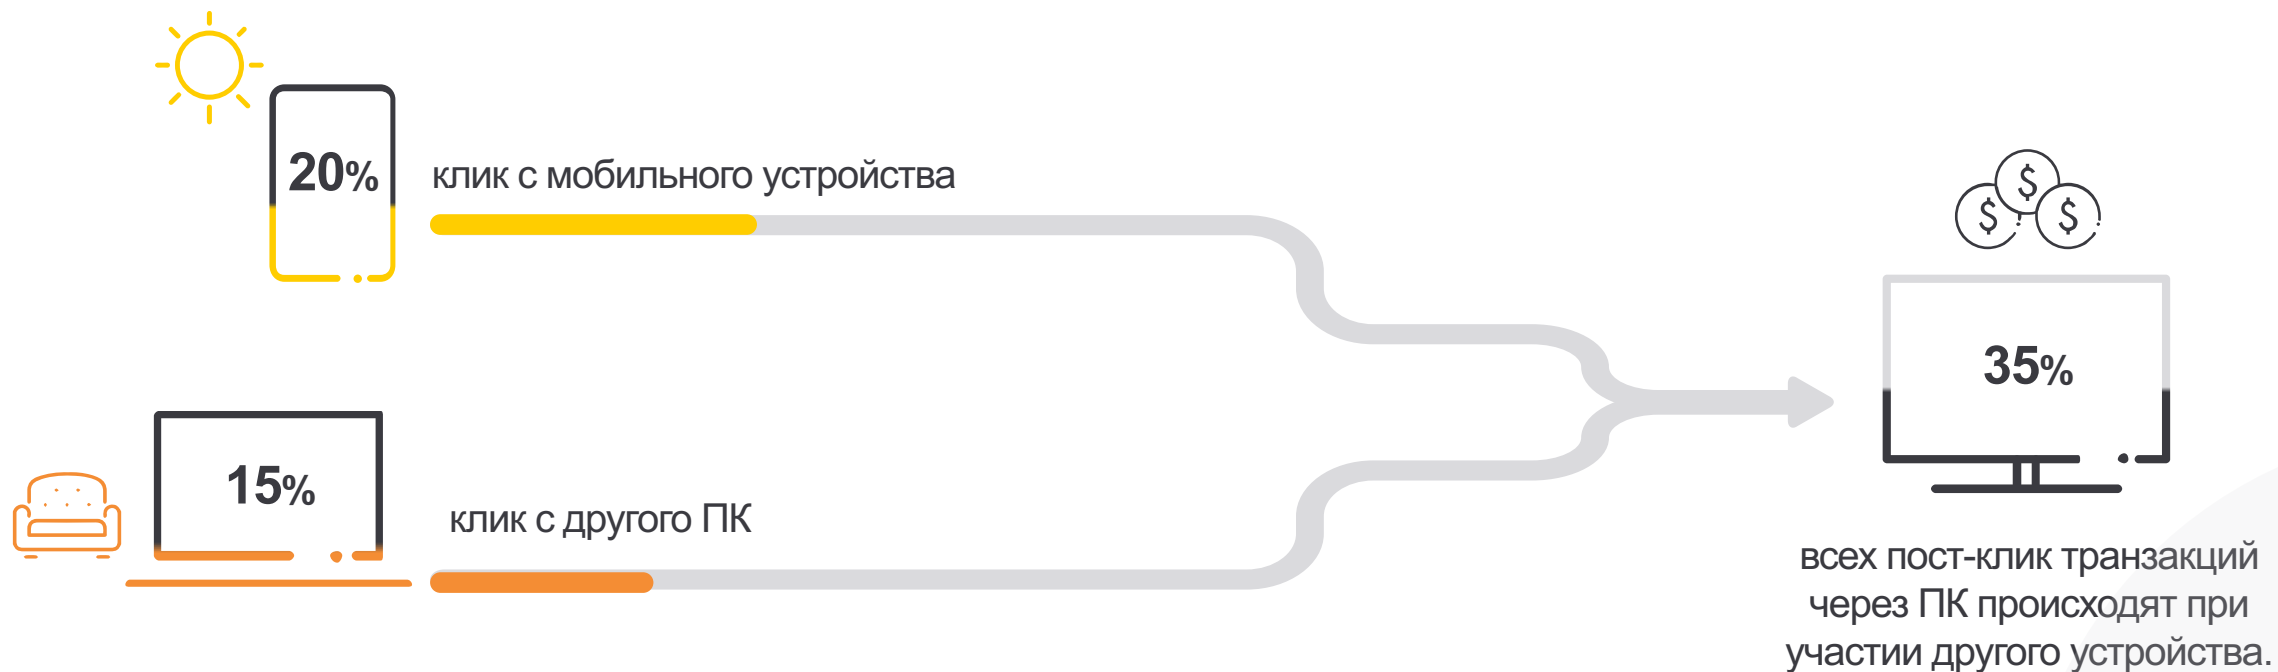 20%
клик с мобильного устройства
$
$ $
35%
15%
клик с другого ПК
всех пост-клик транзакций
через ПК происходят при
участии другого устройства.